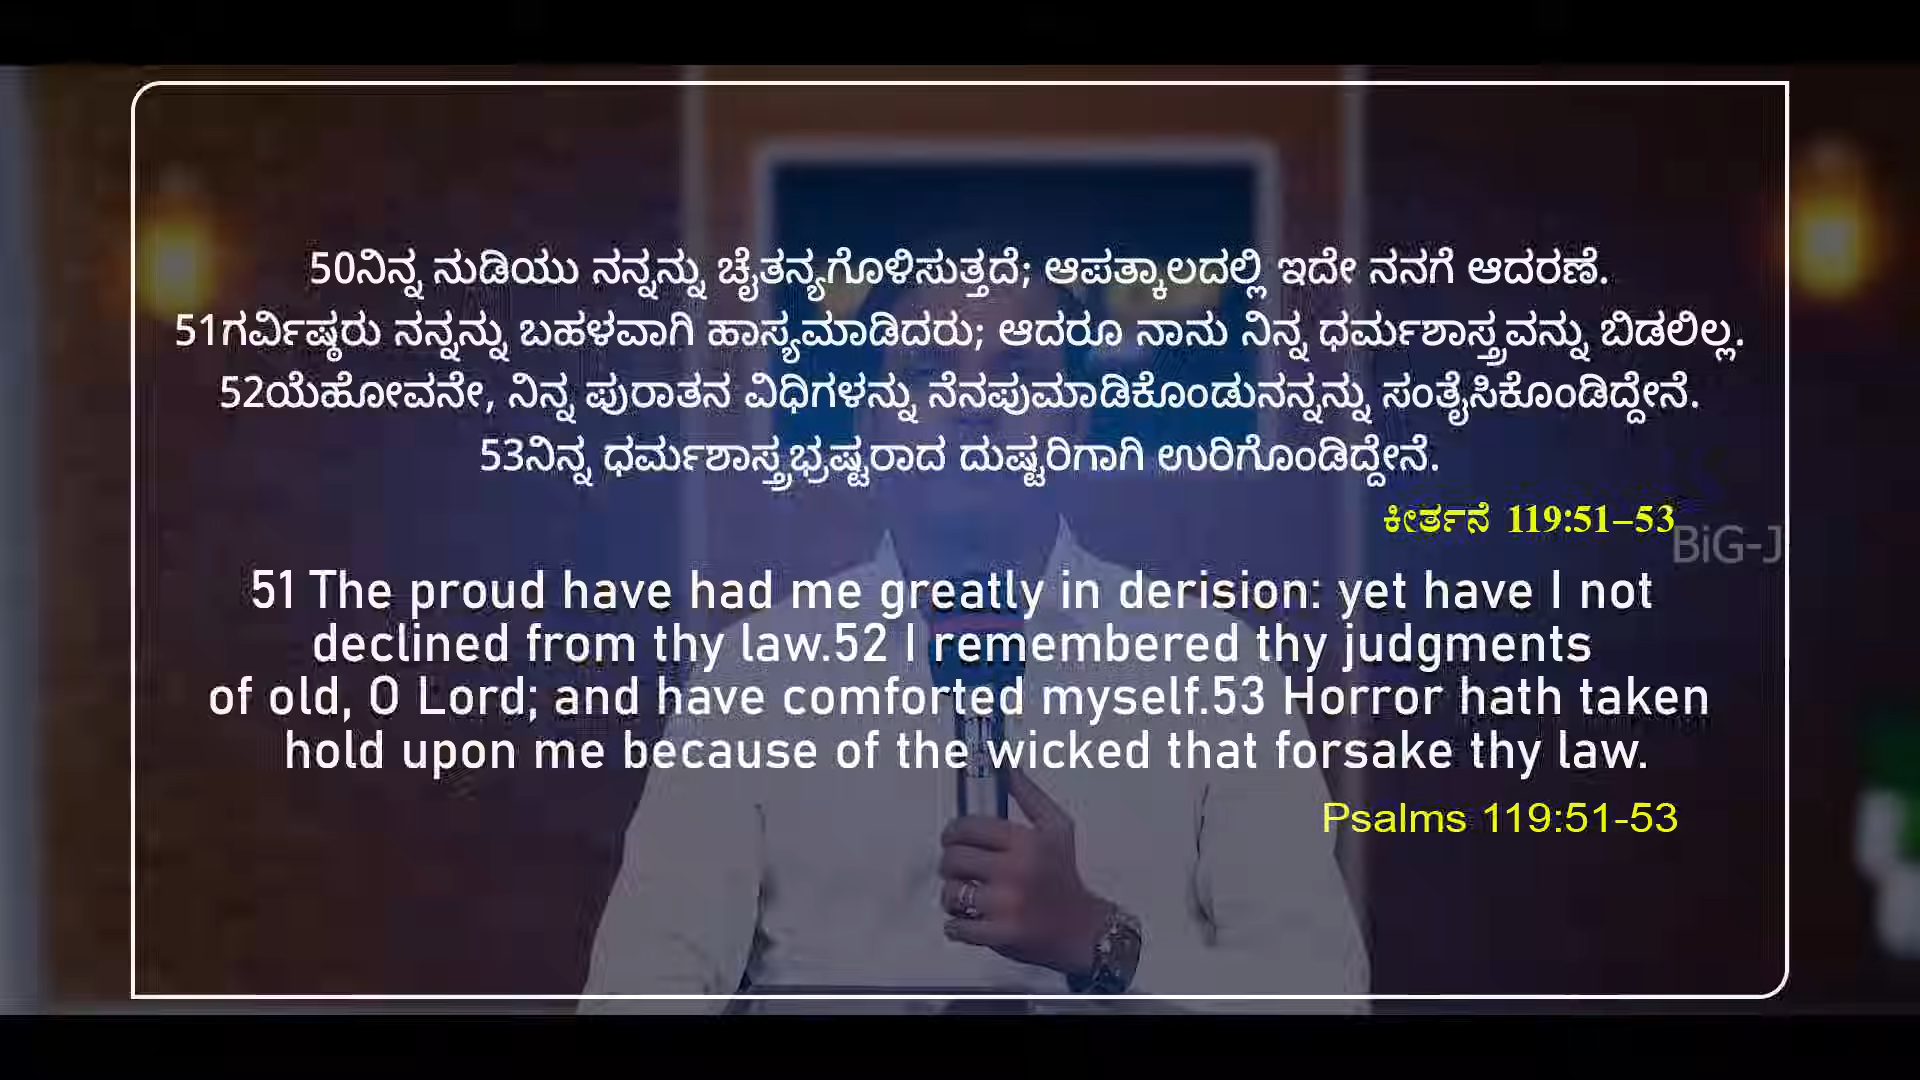 50ನಿನ್ನ ನುಡಿಯು ನನ್ನನ್ನು ಚೈತನ್ಯಗೊಳಿಸುತ್ತದೆ; ಆಪತ್ಕಾಲದಲ್ಲಿ ಇದೇ ನನಗೆ ಆದರಣೆ.
51ಗರ್ವಿಷ್ಠರು ನನ್ನನ್ನು ಬಹಳವಾಗಿ ಹಾಸ್ಯಮಾಡಿದರು; ಆದರೂ ನಾನು ನಿನ್ನ ಧರ್ಮಶಾಸ್ತ್ರವನ್ನು ಬಿಡಲಿಲ್ಲ.
52ಯೆಹೋವನೇ, ನಿನ್ನ ಪುರಾತನ ವಿಧಿಗಳನ್ನು ನೆನಪುಮಾಡಿಕೊಂಡುನನ್ನನ್ನು ಸಂತೈಸಿಕೊಂಡಿದ್ದೇನೆ.
53ನಿನ್ನ ಧರ್ಮಶಾಸ್ತ್ರಭ್ರಷ್ಟರಾದ ದುಷ್ಟರಿಗಾಗಿ ಉರಿಗೊಂಡಿದ್ದೇನೆ.
ಕೀರ್ತನೆ 119:51-53
BiG-J
51 The proud have had me greatly in derision: yet have I not
declined from thy law.52 I remembered thy judgments
of old, O Lord; and have comforted myself.53 Horror hath taken
hold upon me because of the wicked that forsake thy law.
Psalms 119:51-53